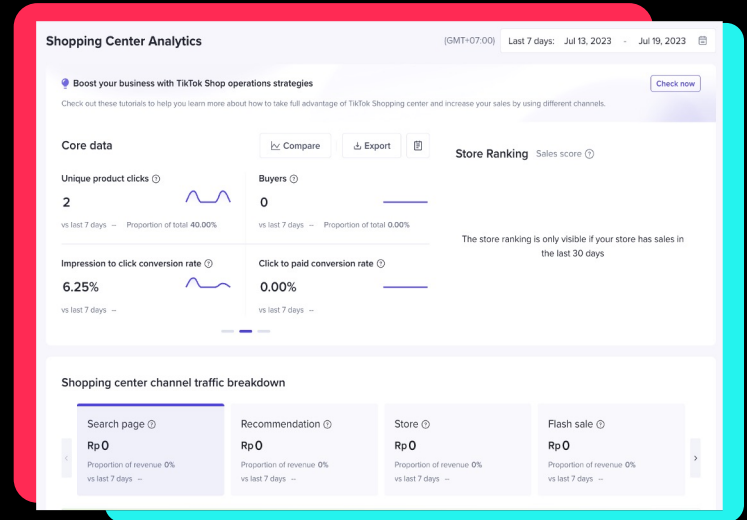 Shopping Center Analytics
(GMT+07:00) Last 7 days: Jul 13, 2023 - Jul 19, 2023
Boost your business with TikTok Shop operations strategies
Check now
Check out these tutorials to help you learn more about how to take full advantage of TikTok Shopping center and increase your sales by using different channels.
Core data
Compare
Export
Store Ranking Sales score
Unique product clicks
2
vs last 7 days -- Proportion of total 40.00%
Buyers
0
vs last 7 days -- Proportion of total 0.00%
Impression to click conversion rate
6.25%
vs last 7 days --
Click to paid conversion rate
0.00%
vs last 7 days --
The store ranking is only visible if your store has sales in
the last 30 days
Shopping center channel traffic breakdown
Search page
Rp 0
Proportion of revenue 0%
vs last 7 days --
Recommendation
Rp 0
Proportion of revenue 0%
vs last 7 days --
Store
Rp 0
Proportion of revenue 0%
vs last 7 days --
Flash sale
Rp 0
Proportion of revenue 0%
vs last 7 days --